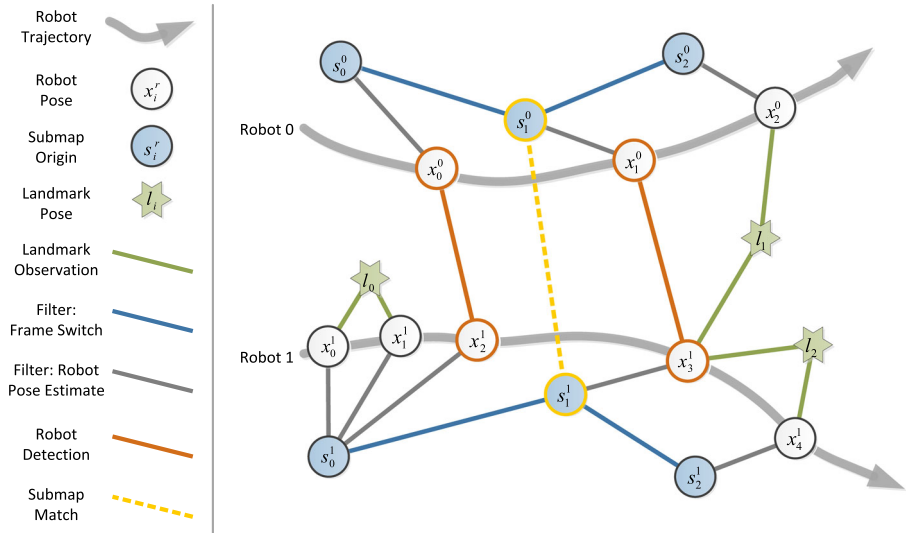 Robot
Trajectory
Robot
Pose
x_i^r
Submap
Origin
s_i^r
Landmark
Pose
l_i
Landmark
Observation
Filter:
Frame Switch
Filter: Robot
Pose Estimate
Robot
Detection
Submap
Match
s_0^0
s_2^0
s_1^0
x_2^0
Robot 0
x_0^0
x_1^0
l_1
l_0
x_0^1
x_1^1
x_2^1
l_2
Robot 1
x_3^1
s_1^1
x_4^1
s_0^1
s_2^1